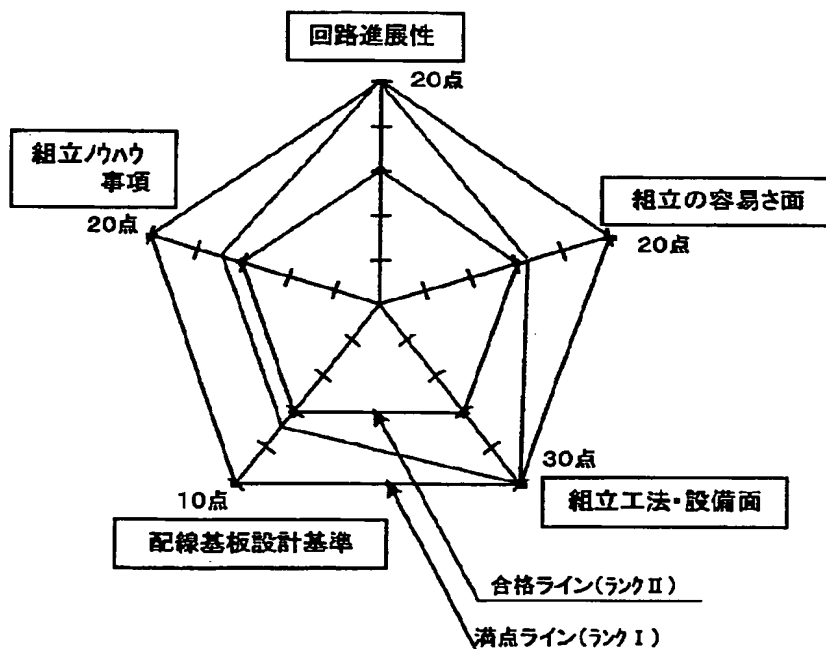 回路進展性
20点
組立ノウハウ
事項
20点
組立の容易さ面
20点
30点
組立工法・設備面
10点
配線基板設計基準
合格ライン(ランクⅡ)
満点ライン(ランクⅠ)